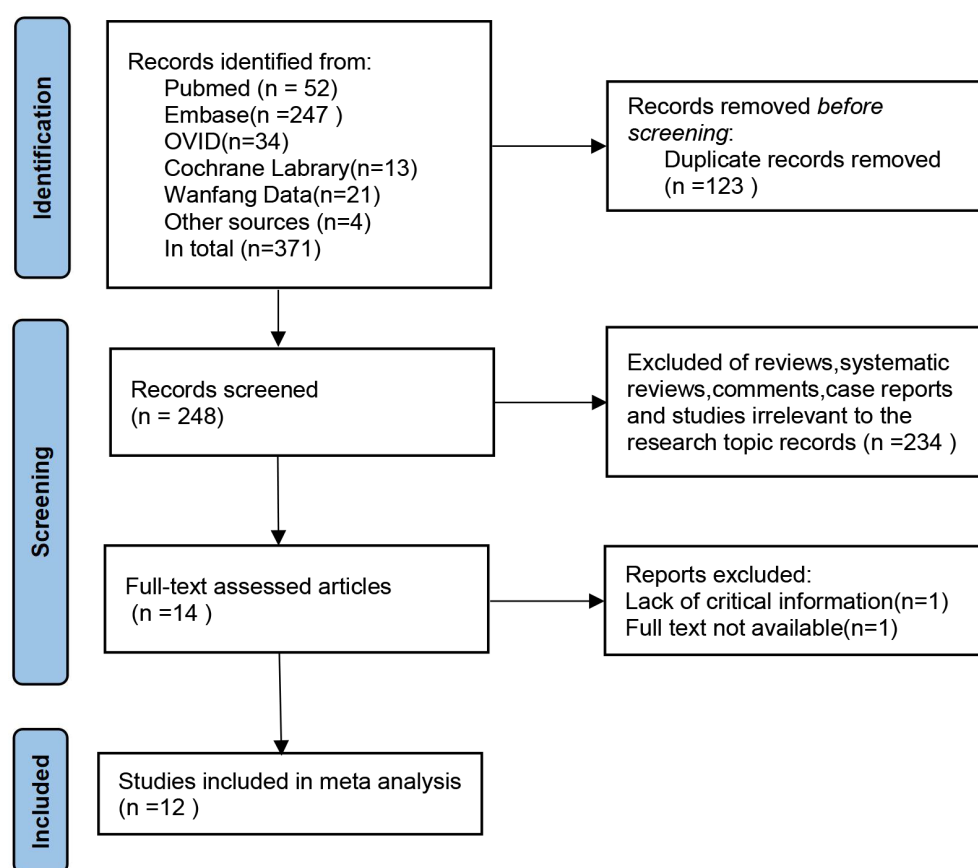 Identification
Records identified from:
Pubmed (n = 52)
Embase(n =247 )
OVID(n=34)
Cochrane Labrary(n=13)
Wanfang Data(n=21)
Other sources (n=4)
In total (n=371)
Records removed before
screening:
Duplicate records removed
(n =123 )
Screening
Records screened
(n = 248)
Excluded of reviews,systematic
reviews,comments,case reports
and studies irrelevant to the
research topic records (n =234 )
Full-text assessed articles
(n =14 )
Reports excluded:
Lack of critical information(n=1)
Full text not available(n=1)
Included
Studies included in meta analysis
(n =12 )